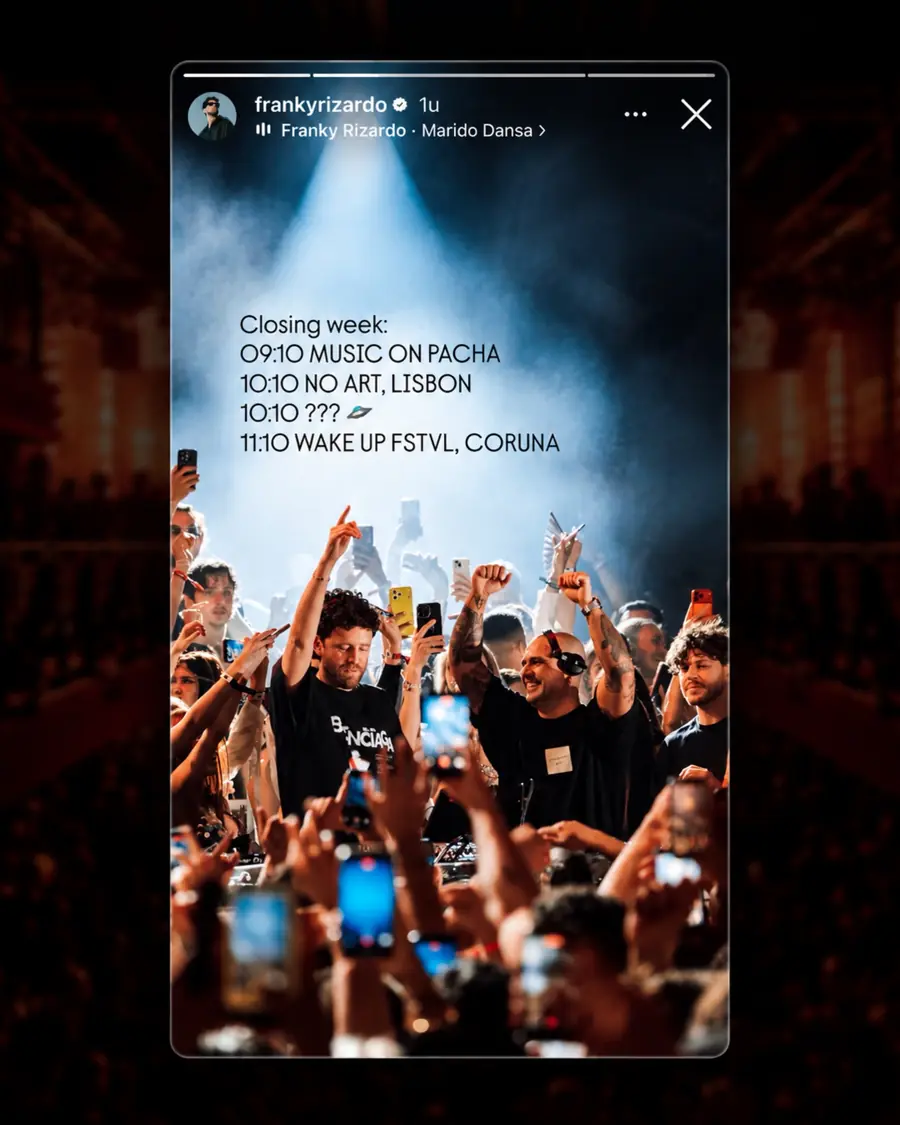 frankyrizardo 1u
Franky Rizardo · Marido Dansa >
Closing week:
09:10 MUSIC ON PACHA
10:10 NO ART, LISBON
10:10 ??? 🛸
11:10 WAKE UP FSTVL, CORUNA